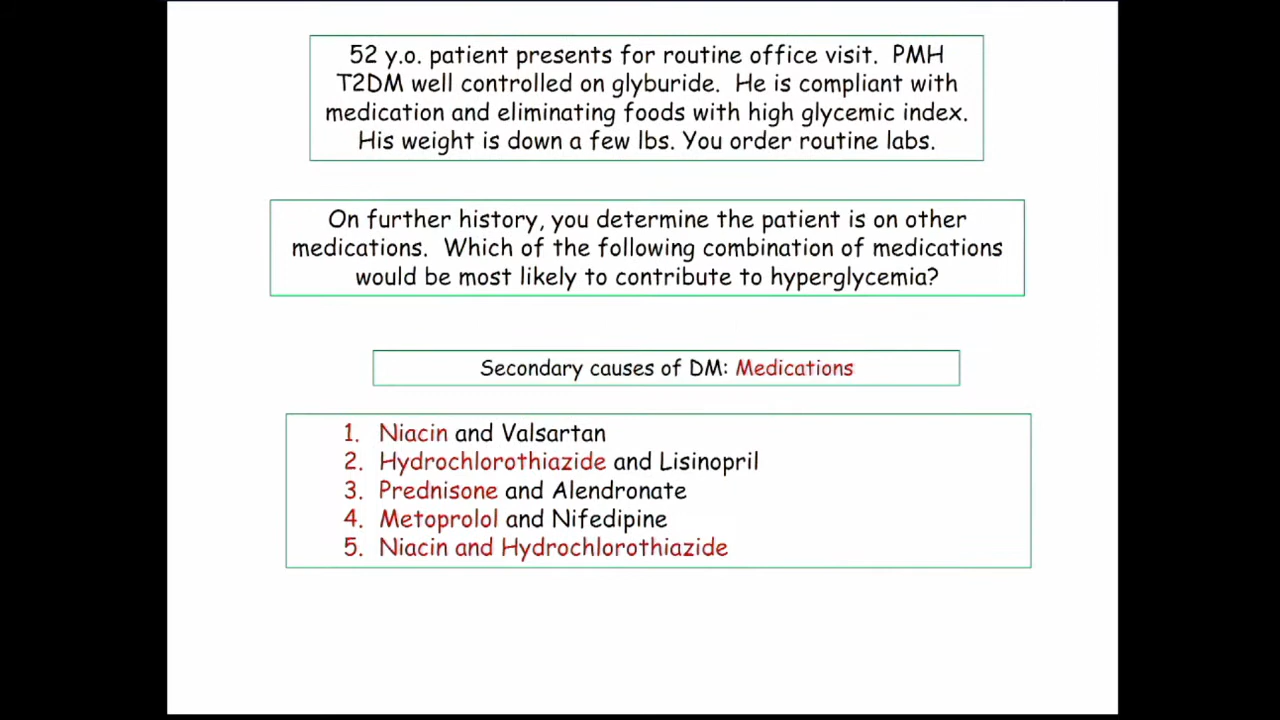 52 y.o. patient presents for routine office visit. PMH
T2DM well controlled on glyburide. He is compliant with
medication and eliminating foods with high glycemic index.
His weight is down a few lbs. You order routine labs.
On further history, you determine the patient is on other
medications. Which of the following combination of medications
would be most likely to contribute to hyperglycemia?
Secondary causes of DM: Medications
1. Niacin and Valsartan
2. Hydrochlorothiazide and Lisinopril
3. Prednisone and Alendronate
4. Metoprolol and Nifedipine
5. Niacin and Hydrochlorothiazide